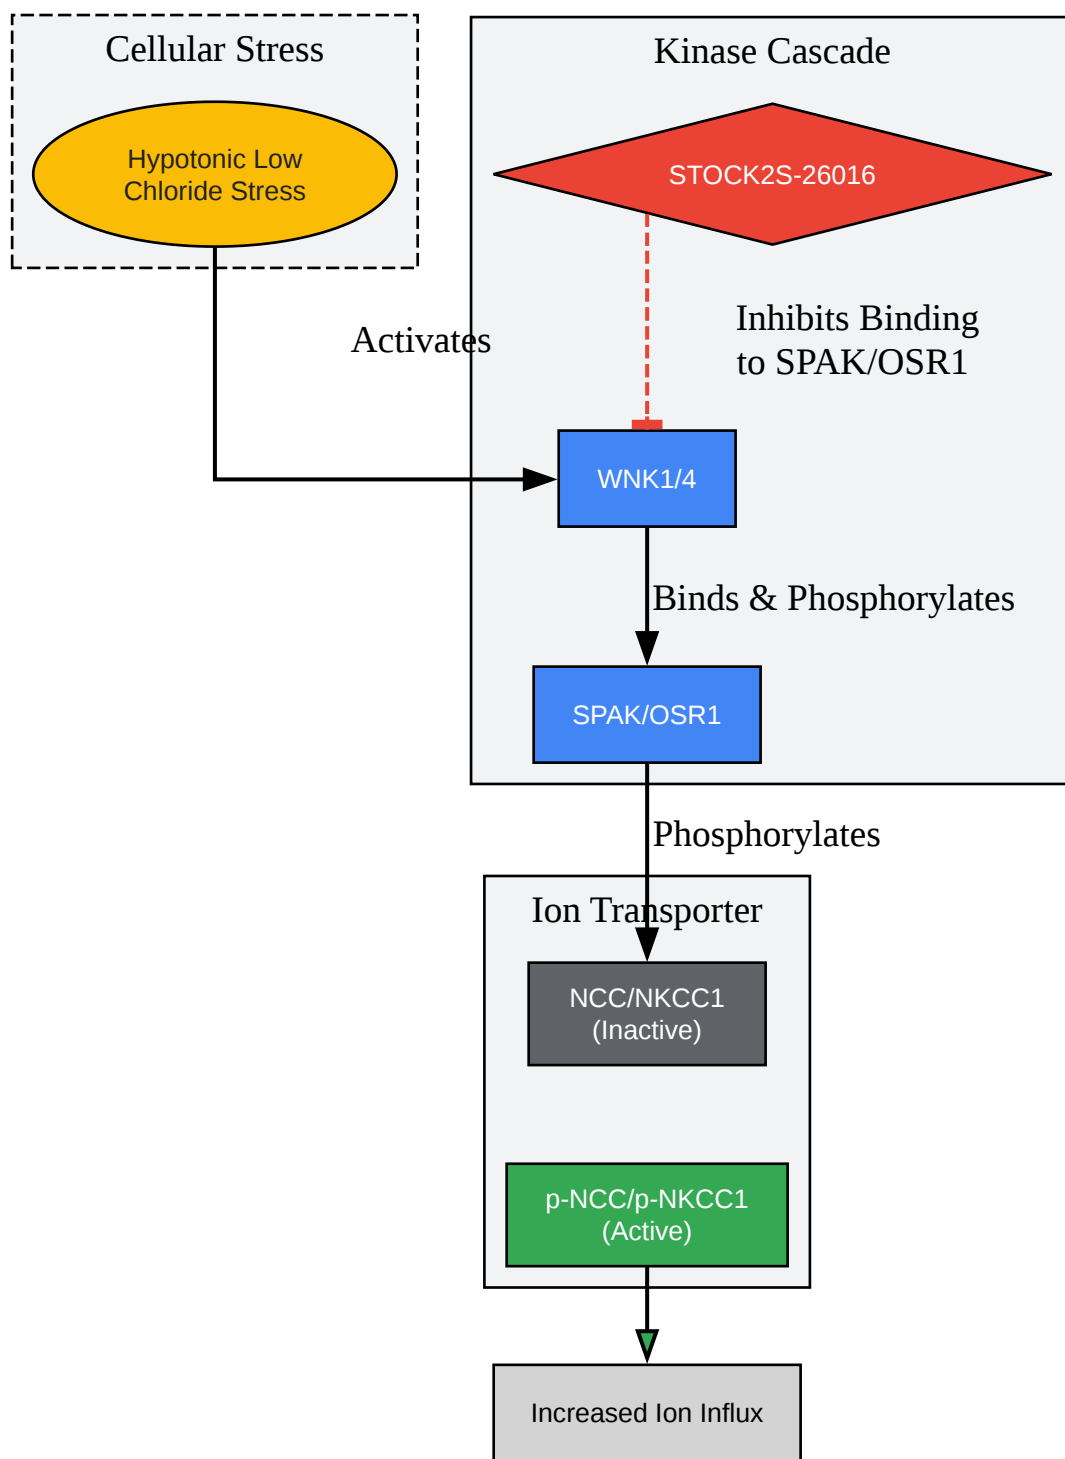 Cellular Stress
Hypotonic Low
Chloride Stress
Kinase Cascade
STOCK2S-26016
Activates
Inhibits Binding
to SPAK/OSR1
WNK1/4
Binds & Phosphorylates
SPAK/OSR1
Phosphorylates
Ion Transporter
NCC/NKCC1
(Inactive)
p-NCC/p-NKCC1
(Active)
Increased Ion Influx